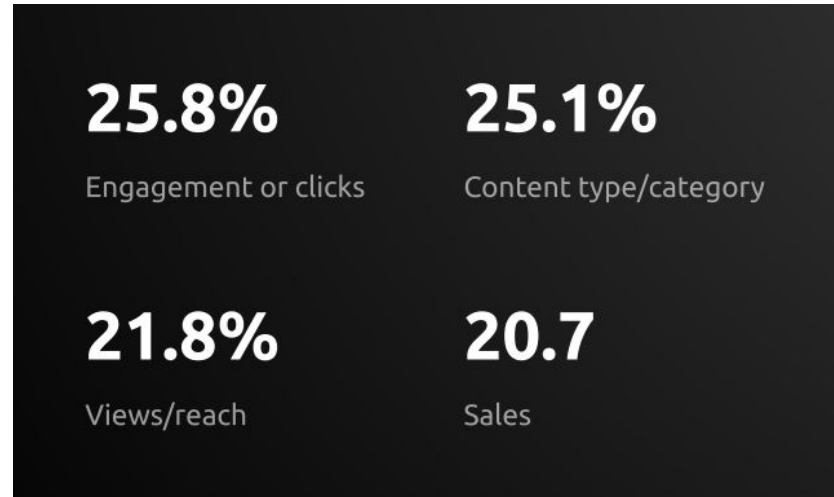 25.8%
25.1%
Engagement or clicks
Content type/category
21.8%
20.7
Views/reach
Sales